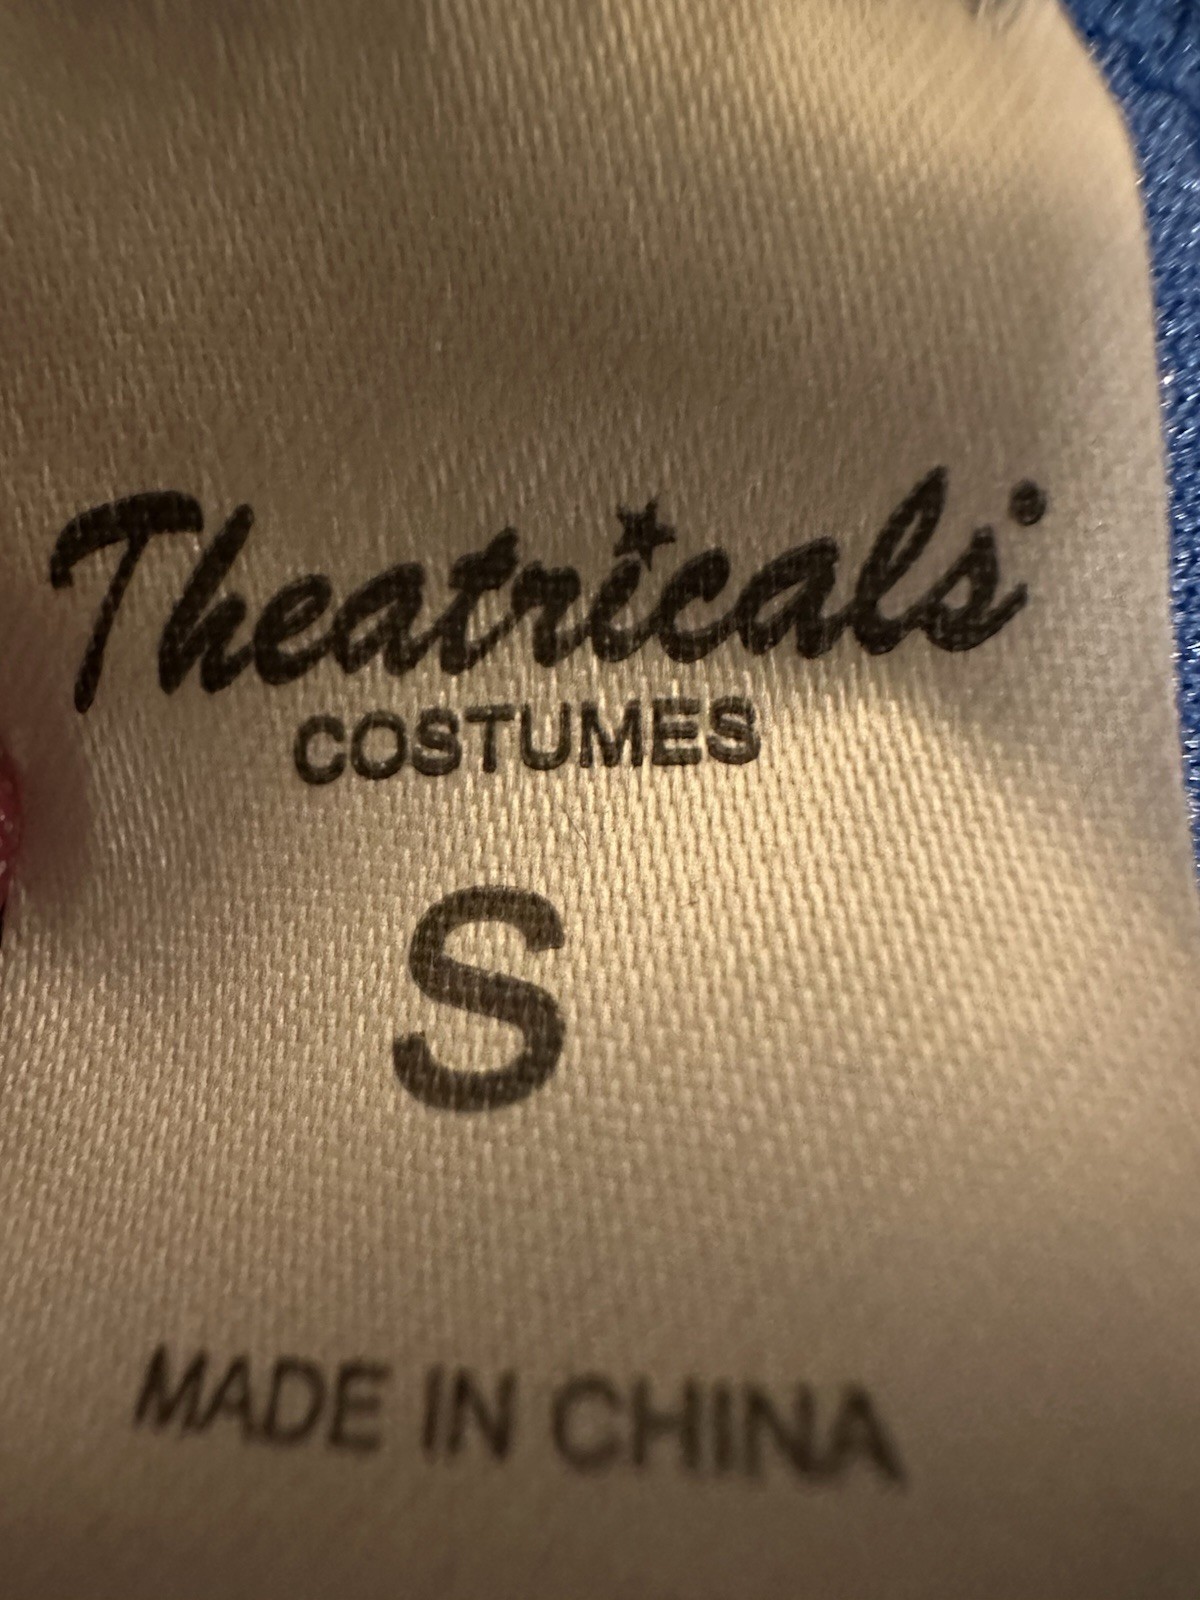 Theatricals
COSTUMES
S
MADE IN CHINA